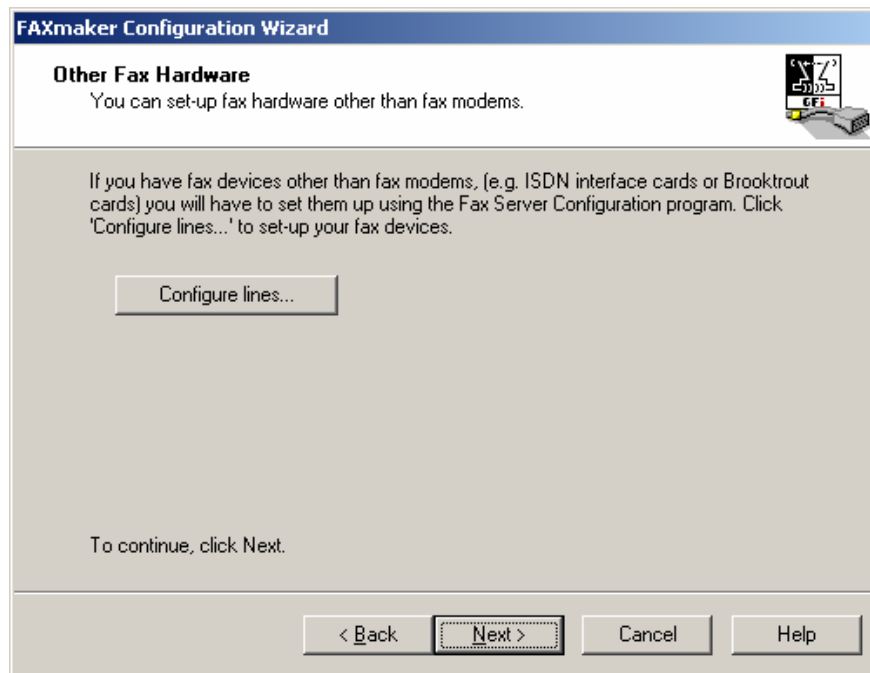 FAXmaker Configuration Wizard
Other Fax Hardware
You can set-up fax hardware other than fax modems.
GFi
If you have fax devices other than fax modems, (e.g. ISDN interface cards or Brooktrout
cards) you will have to set them up using the Fax Server Configuration program. Click
'Configure lines...' to set-up your fax devices.
Configure lines...
To continue, click Next.
< Back
Next >
Cancel
Help